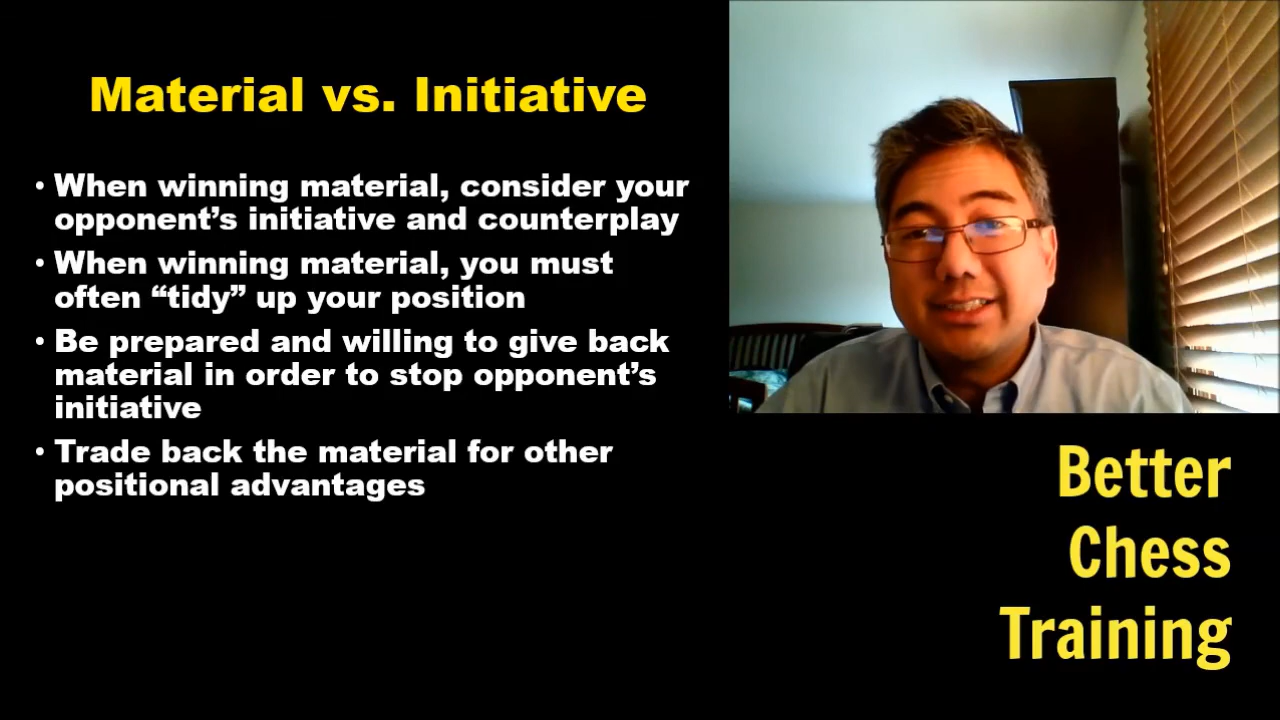 Material vs. Initiative
• When winning material, consider your
opponent’s initiative and counterplay
• When winning material, you must
often “tidy” up your position
• Be prepared and willing to give back
material in order to stop opponent’s
initiative
• Trade back the material for other
positional advantages
Better
Chess
Training